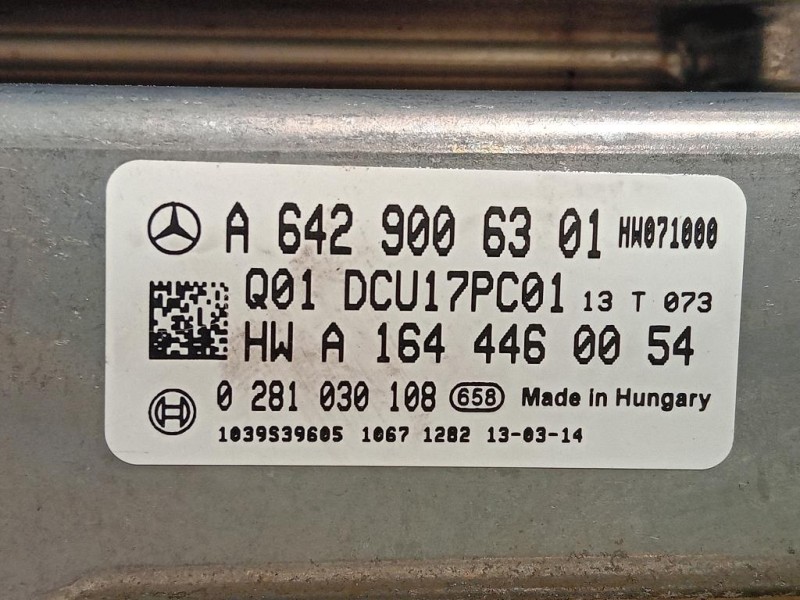 A 642 900 63 01 HW071000
Q01 DCU17PC01 13 T 073
HW A 164 446 00 54
0 281 030 108 658 Made in Hungary
1039S39605 1067 1282 13-03-14